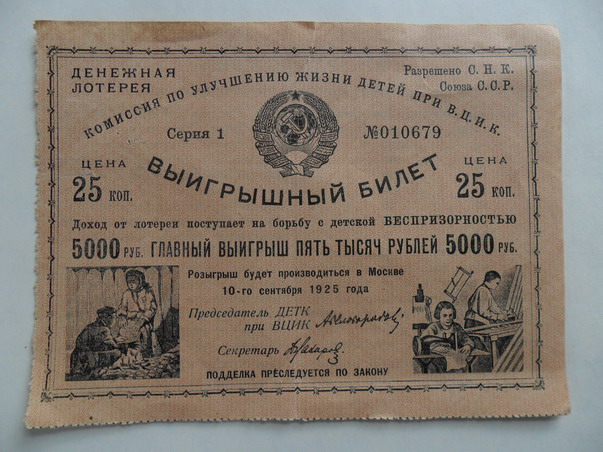 ДЕНЕЖНАЯ
ЛОТЕРЕЯ
Разрешено С. Н. К.
Союза С. С. Р.
КОМИССИЯ ПО УЛУЧШЕНИЮ ЖИЗНИ ДЕТЕЙ ПРИ В.Ц.И.К.
Серия 1
№010679
ЦЕНА
25 КОП.
ВЫИГРЫШНЫЙ БИЛЕТ
ЦЕНА
25 КОП.
Доход от лотереи поступает на борьбу с детской БЕСПРИЗОРНОСТЬЮ
5000 РУБ. ГЛАВНЫЙ ВЫИГРЫШ ПЯТЬ ТЫСЯЧ РУБЛЕЙ 5000 РУБ.
Розыгрыш будет производиться в Москве
10-го сентября 1925 года
Председатель ДЕТК
при ВЦИК
Секретарь
ПОДДЕЛКА ПРЕСЛЕДУЕТСЯ ПО ЗАКОНУ